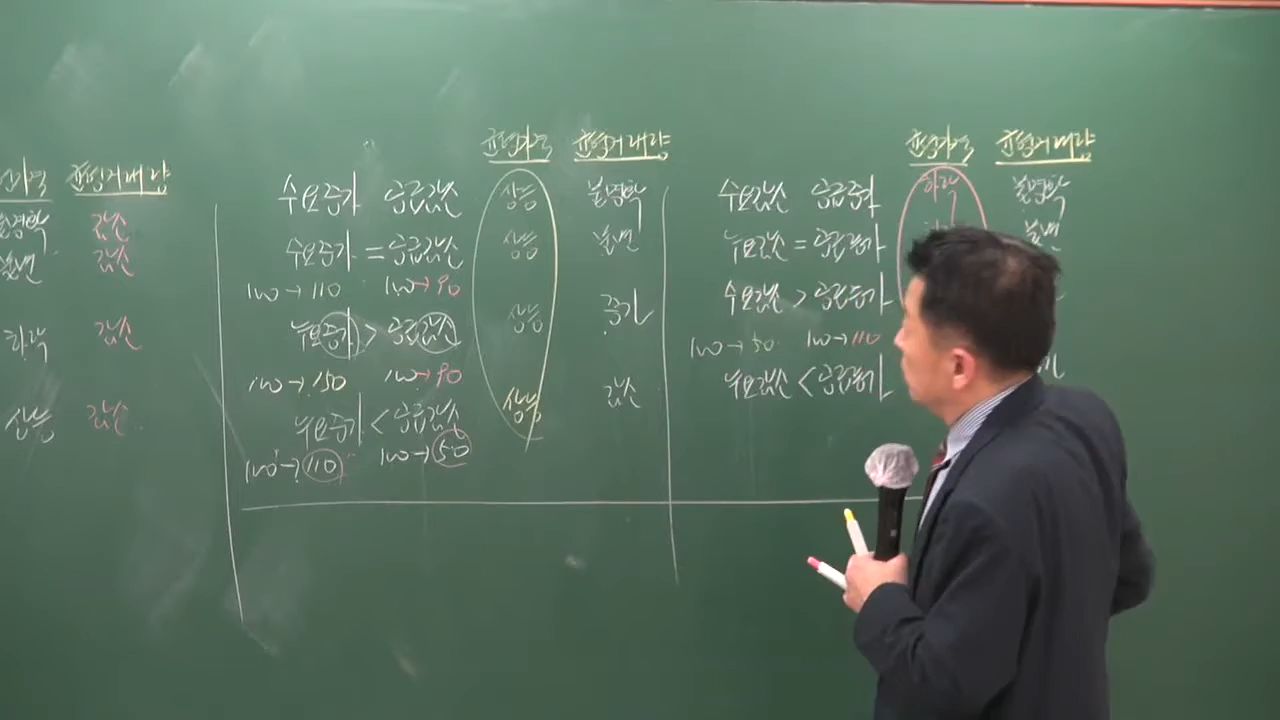 균형거래량
불명확 감소
불변 감소
하락 감소
상승 감소
균형가격 균형거래량
수요증가 공급감소 상승 불명확
수요증가 = 공급감소 상승 불변
100→110 100→90
수요증가 > 공급감소 상승 증가
100→150 100→90
수요증가 < 공급감소 상승 감소
100→110 100→50
균형가격 균형거래량
수요감소 공급증가 하락 불명확
수요감소 = 공급증가 불변
수요감소 > 공급증가
100→50 100→110
수요감소 < 공급증가